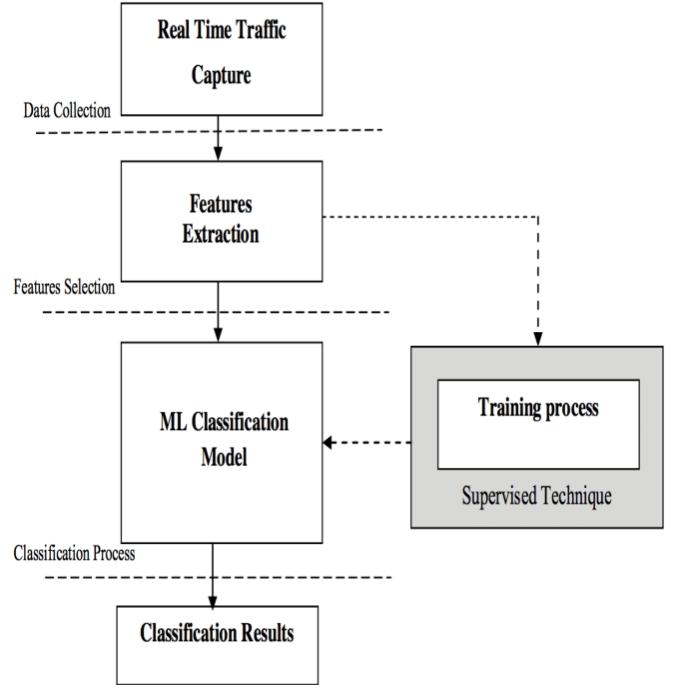 Real Time Traffic
Capture
Data Collection
Features
Extraction
Features Selection
ML Classification
Model
Training process
Supervised Technique
Classification Process
Classification Results